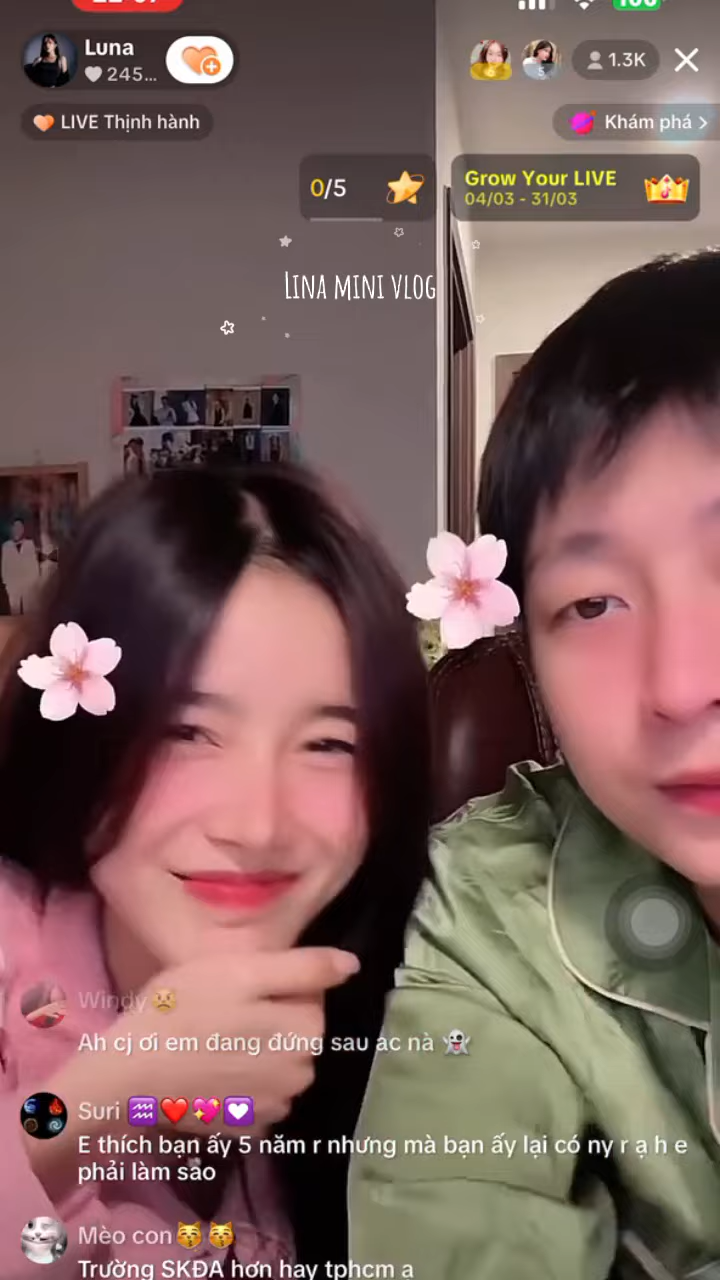 Luna
245...
1.3K
LIVE Thịnh hành
Khám phá >
0/5
Grow Your LIVE
04/03 - 31/03
LINA MINI VLOG
Windy
Ah cj ơi em đang đứng sau ac nà
Suri
E thích bạn ấy 5 năm r nhưng mà bạn ấy lại có ny r ạ h e
phải làm sao
Mèo con
Trường SKĐA hơn hay tphcm a